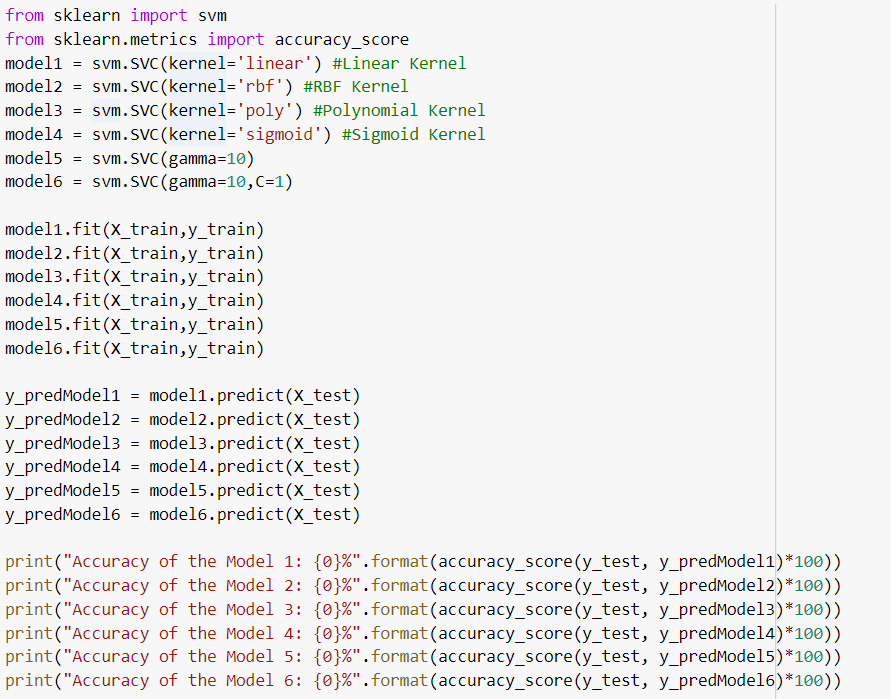 from sklearn import svm
from sklearn.metrics import accuracy_score
model1 = svm.SVC(kernel='linear') #Linear Kernel
model2 = svm.SVC(kernel='rbf') #RBF Kernel
model3 = svm.SVC(kernel='poly') #Polynomial Kernel
model4 = svm.SVC(kernel='sigmoid') #Sigmoid Kernel
model5 = svm.SVC(gamma=10)
model6 = svm.SVC(gamma=10,C=1)

model1.fit(X_train,y_train)
model2.fit(X_train,y_train)
model3.fit(X_train,y_train)
model4.fit(X_train,y_train)
model5.fit(X_train,y_train)
model6.fit(X_train,y_train)

y_predModel1 = model1.predict(X_test)
y_predModel2 = model2.predict(X_test)
y_predModel3 = model3.predict(X_test)
y_predModel4 = model4.predict(X_test)
y_predModel5 = model5.predict(X_test)
y_predModel6 = model6.predict(X_test)

print("Accuracy of the Model 1: {0}%".format(accuracy_score(y_test, y_predModel1)*100))
print("Accuracy of the Model 2: {0}%".format(accuracy_score(y_test, y_predModel2)*100))
print("Accuracy of the Model 3: {0}%".format(accuracy_score(y_test, y_predModel3)*100))
print("Accuracy of the Model 4: {0}%".format(accuracy_score(y_test, y_predModel4)*100))
print("Accuracy of the Model 5: {0}%".format(accuracy_score(y_test, y_predModel5)*100))
print("Accuracy of the Model 6: {0}%".format(accuracy_score(y_test, y_predModel6)*100))